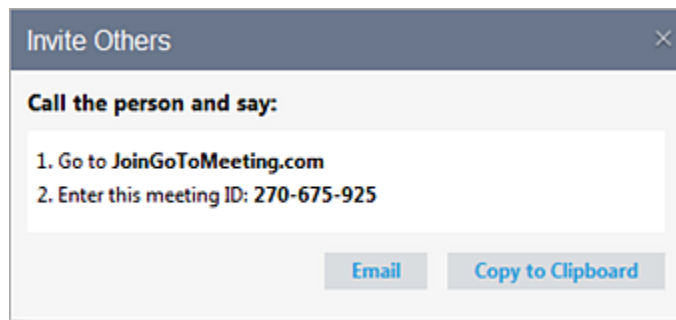 Invite Others
Call the person and say:
1. Go to JoinGoToMeeting.com
2. Enter this meeting ID: 270-675-925
Email Copy to Clipboard